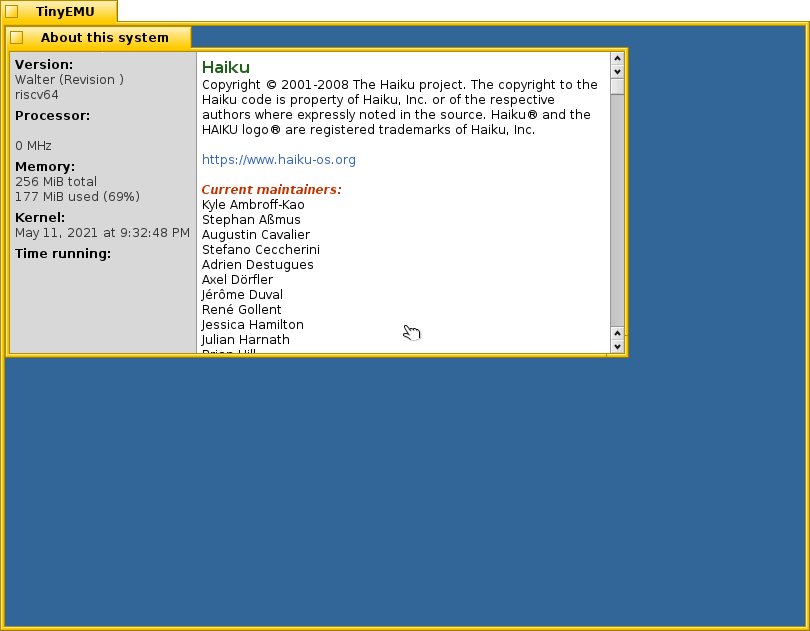 TinyEMU
About this system
Version:
Walter (Revision )
riscv64
Processor:
0 MHz
Memory:
256 MiB total
177 MiB used (69%)
Kernel:
May 11, 2021 at 9:32:48 PM
Time running:
Haiku
Copyright © 2001-2008 The Haiku project. The copyright to the
Haiku code is property of Haiku, Inc. or of the respective
authors where expressly noted in the source. Haiku® and the
HAIKU logo® are registered trademarks of Haiku, Inc.
https://www.haiku-os.org
Current maintainers:
Kyle Ambroff-Kao
Stephan Aßmus
Augustin Cavalier
Stefano Ceccherini
Adrien Destugues
Axel Dörfler
Jérôme Duval
René Gollent
Jessica Hamilton
Julian Harnath